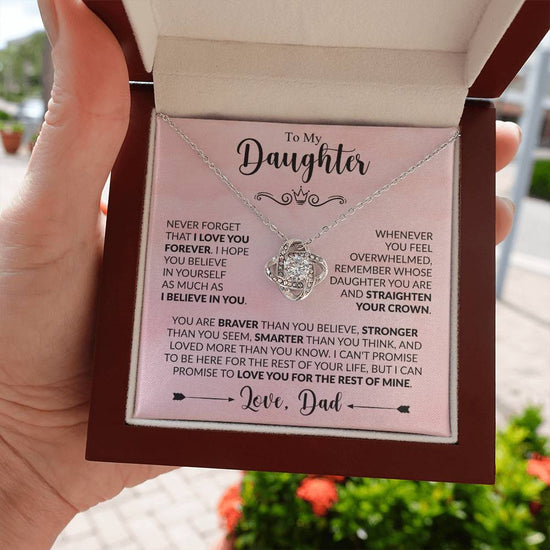 To My
Daughter
NEVER FORGET
THAT I LOVE YOU
FOREVER. I HOPE
YOU BELIEVE
IN YOURSELF
AS MUCH AS
I BELIEVE IN YOU.
WHENEVER
YOU FEEL
OVERWHELMED,
REMEMBER WHOSE
DAUGHTER YOU ARE
AND STRAIGHTEN
YOUR CROWN.
YOU ARE BRAVER THAN YOU BELIEVE, STRONGER
THAN YOU SEEM, SMARTER THAN YOU THINK, AND
LOVED MORE THAN YOU KNOW. I CAN'T PROMISE
TO BE HERE FOR THE REST OF YOUR LIFE, BUT I CAN
PROMISE TO LOVE YOU FOR THE REST OF MINE.
Love, Dad